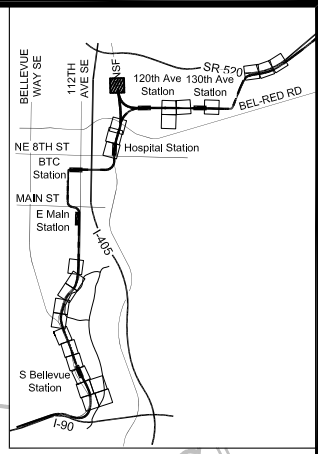 BELLEVUE
WAY SE
112TH
AVE SE
NSF
SR 520
120th Ave
Station
130th Ave
Station
BEL-RED RD
NE 8TH ST
Hospital Station
BTC
Station
MAIN ST
E Main
Station
I-405
S Bellevue
Station
I-90